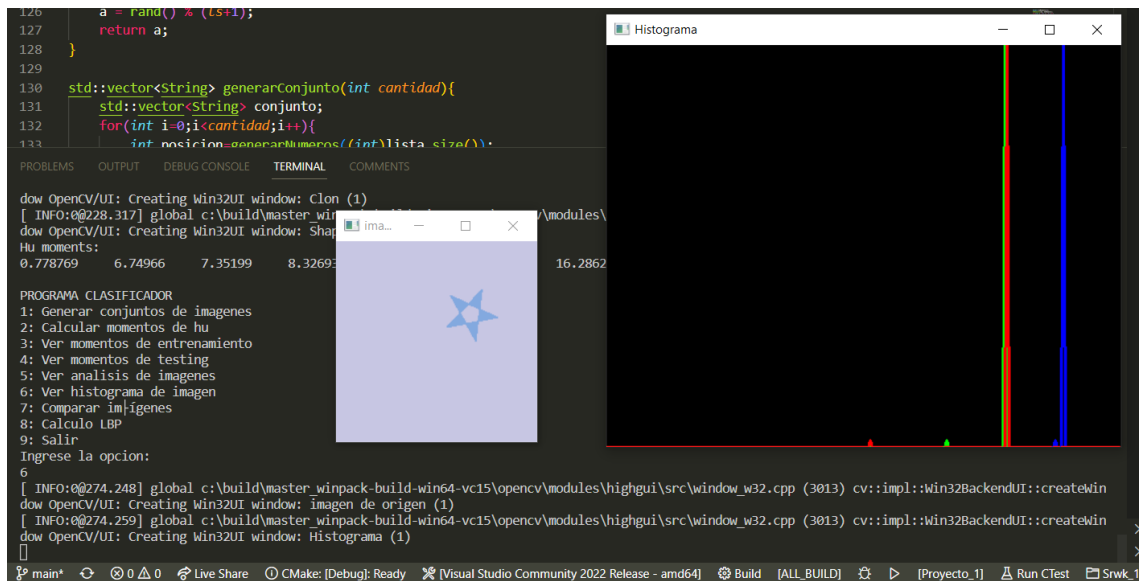 126 a = rand() % (ls+1);
127 return a;
128 }
129
130 std::vector<String> generarConjunto(int cantidad){
131 std::vector<String> conjunto;
132 for(int i=0;i<cantidad;i++){
133 int posicion=generarNumeros((int)lista.size());
Histograma
PROBLEMS OUTPUT DEBUG CONSOLE TERMINAL COMMENTS
dow OpenCV/UI: Creating Win32UI window: Clon (1)
[ INFO:0@228.317] global c:\build\master_win /modules\
dow OpenCV/UI: Creating Win32UI window: Shap
ima...
Hu moments:
0.778769 6.74966 7.35199 8.3269 16.2862
PROGRAMA CLASIFICADOR
1: Generar conjuntos de imagenes
2: Calcular momentos de hu
3: Ver momentos de entrenamiento
4: Ver momentos de testing
5: Ver analisis de imagenes
6: Ver histograma de imagen
7: Comparar im├ígenes
8: Calculo LBP
9: Salir
Ingrese la opcion:
6
[ INFO:0@274.248] global c:\build\master_winpack-build-win64-vc15\opencv\modules\highgui\src\window_w32.cpp (3013) cv::impl::Win32BackendUI::createWin
dow OpenCV/UI: Creating Win32UI window: imagen de origen (1)
[ INFO:0@274.259] global c:\build\master_winpack-build-win64-vc15\opencv\modules\highgui\src\window_w32.cpp (3013) cv::impl::Win32BackendUI::createWin
dow OpenCV/UI: Creating Win32UI window: Histograma (1)
main* 0 0 Live Share CMake: [Debug]: Ready [Visual Studio Community 2022 Release - amd64] Build [ALL_BUILD] [Proyecto_1] Run CTest Srwk_1